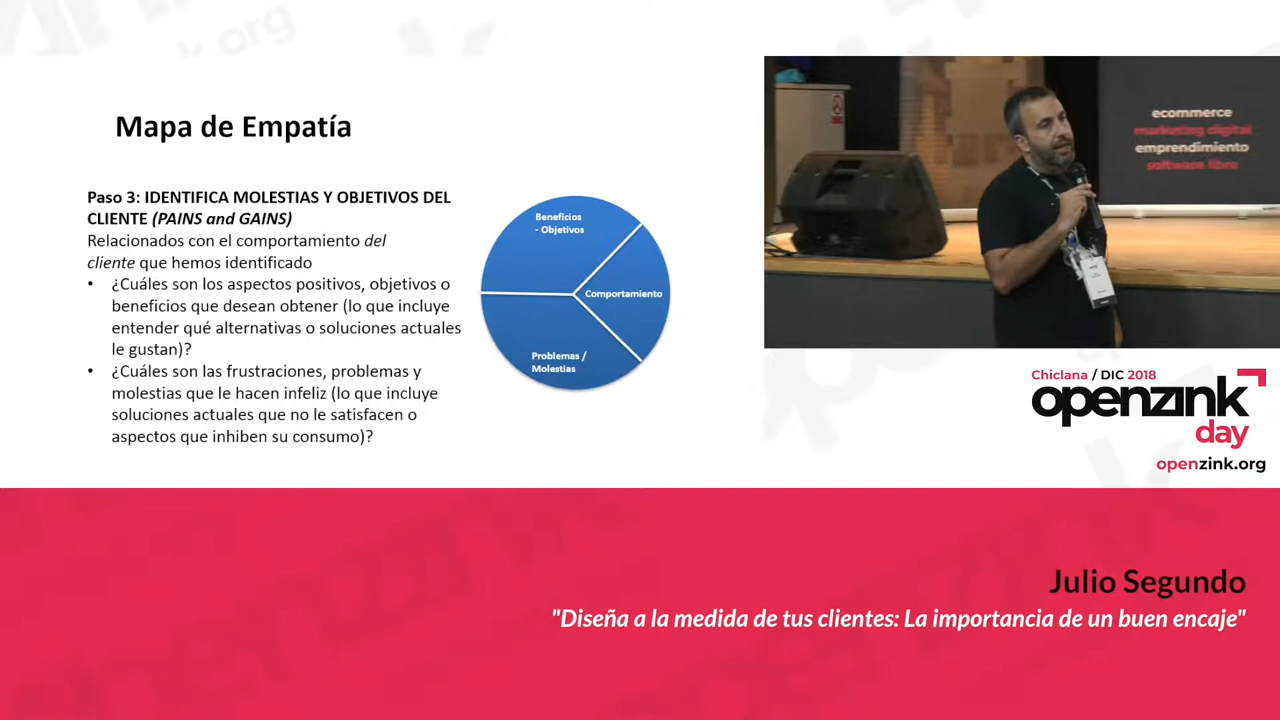 Mapa de Empatía
Paso 3: IDENTIFICA MOLESTIAS Y OBJETIVOS DEL
CLIENTE (PAINS and GAINS)
Relacionados con el comportamiento del
cliente que hemos identificado
• ¿Cuáles son los aspectos positivos, objetivos o
beneficios que desean obtener (lo que incluye
entender qué alternativas o soluciones actuales
le gustan)?
• ¿Cuáles son las frustraciones, problemas y
molestias que le hacen infeliz (lo que incluye
soluciones actuales que no le satisfacen o
aspectos que inhiben su consumo)?
Beneficios
- Objetivos
Comportamiento
Problemas /
Molestias
ecommerce
marketing digital
emprendimiento
software libre
Chiclana / DIC 2018
openzink
day
openzink.org
Julio Segundo
"Diseña a la medida de tus clientes: La importancia de un buen encaje"